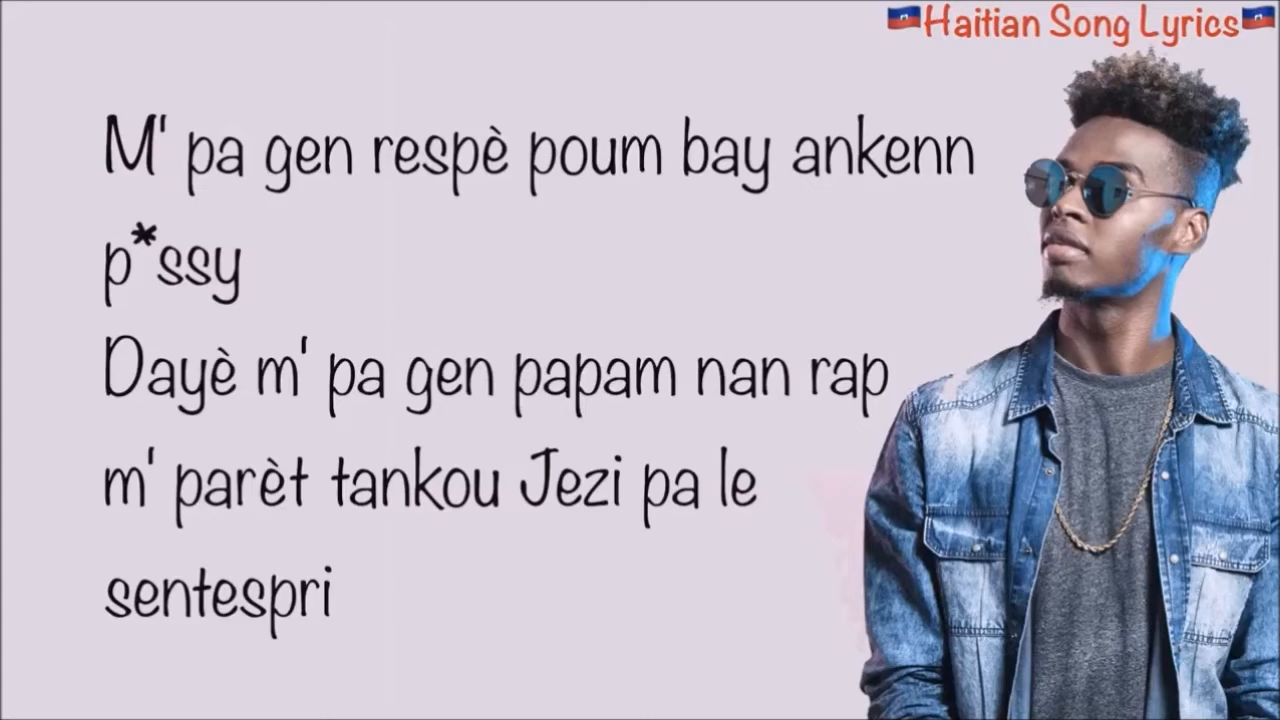 🇭🇹Haitian Song Lyrics🇭🇹
M' pa gen respè poum bay ankenn
p*ssy
Dayè m' pa gen papam nan rap
m' parèt tankou Jezi pa le
sentespri